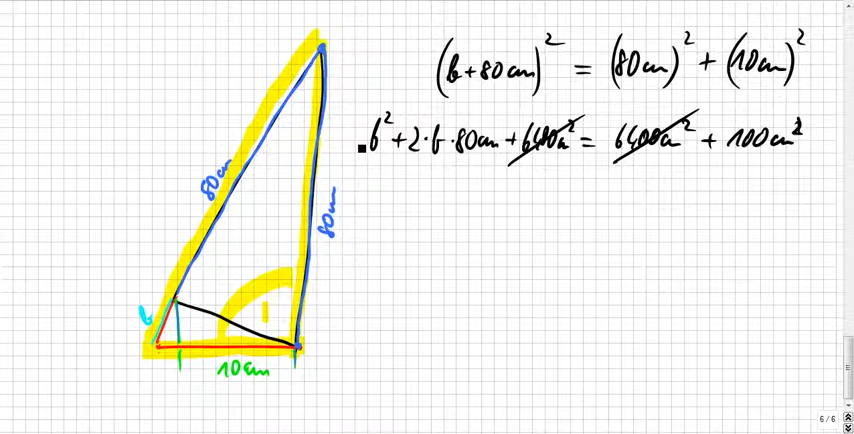 (b+80cm)² = (80cm)² + (10cm)²
b² + 2·b·80cm + 6400cm² = 6400cm² + 100cm²
80cm
80cm
b
10cm
6/6